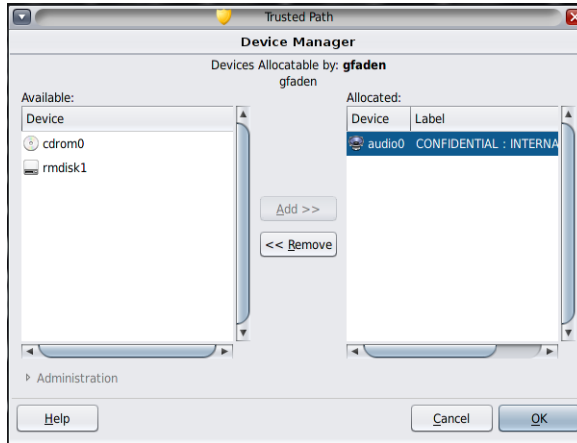 Trusted Path
Device Manager
Devices Allocatable by: gfaden
gfaden
Available:
Device
cdrom0
rmdisk1
Add >>
<< Remove
Allocated:
Device Label
audio0 CONFIDENTIAL : INTERNA
Administration
Help
Cancel
OK